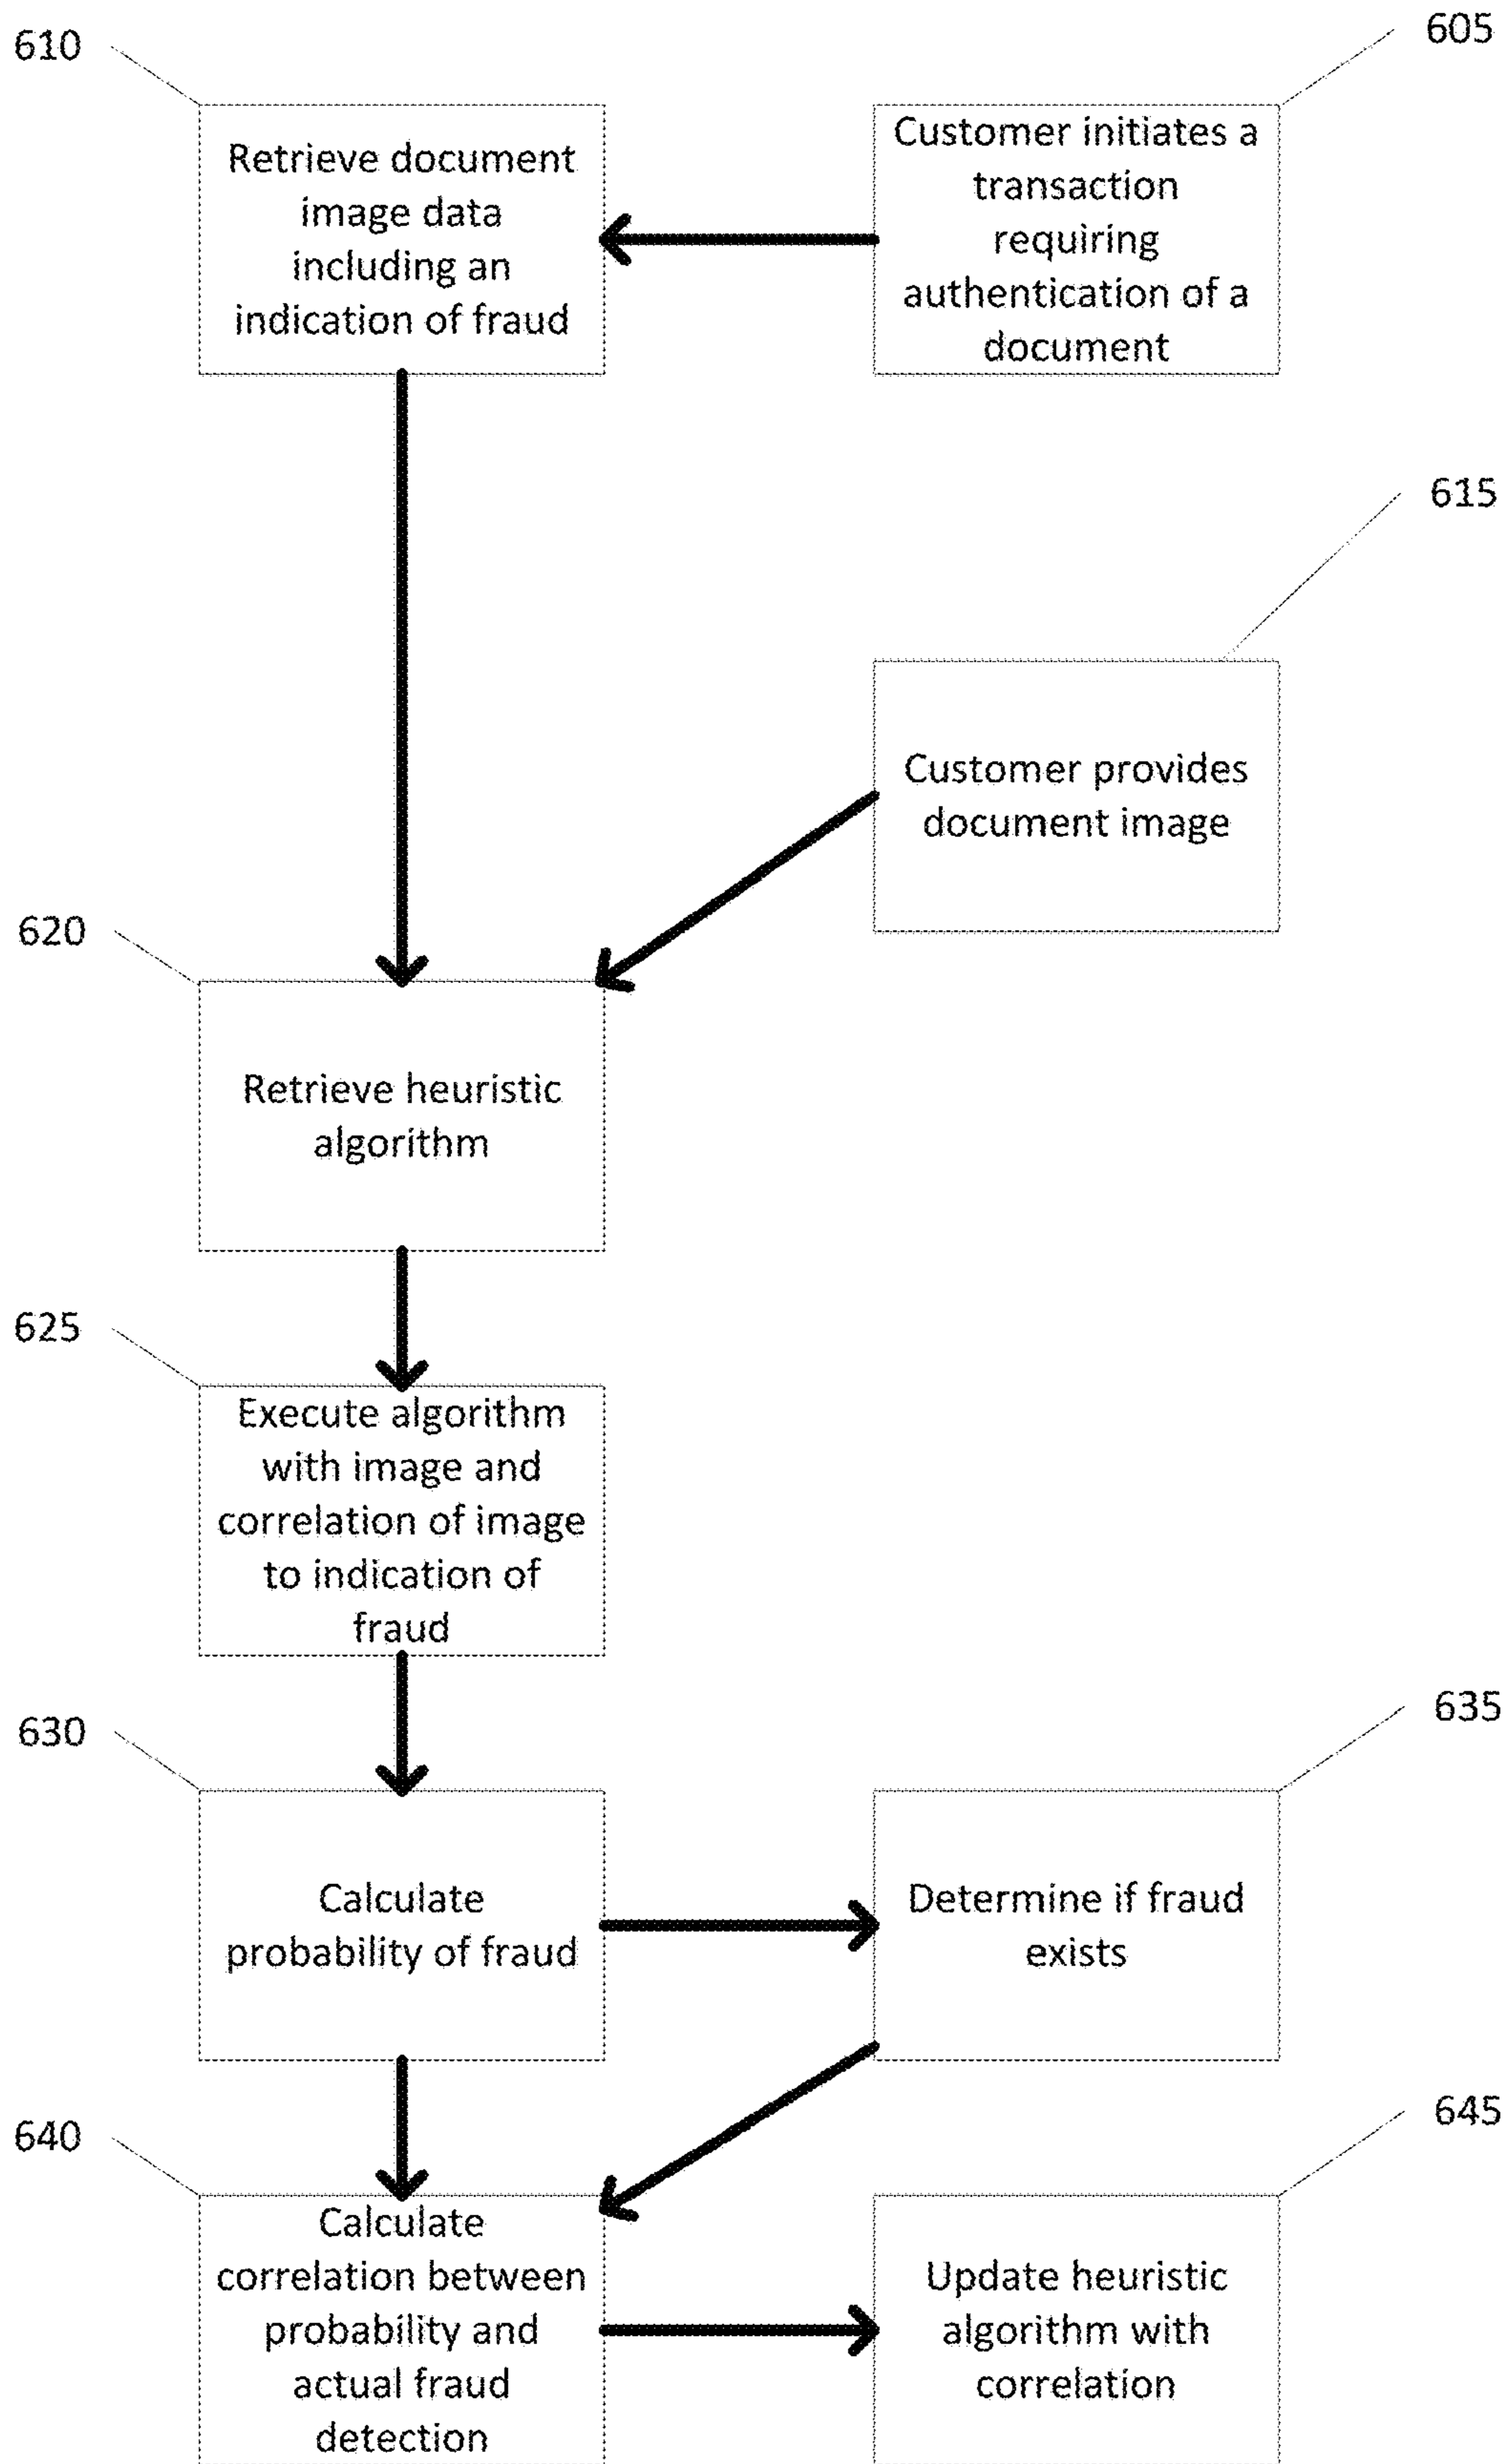 610
605
Retrieve document
image data
including an
indication of fraud
Customer initiates a
transaction
requiring
authentication of a
document
615
Customer provides
document image
620
Retrieve heuristic
algorithm
625
Execute algorithm
with image and
correlation of image
to indication of
fraud
630
635
Calculate
probability of fraud
Determine if fraud
exists
640
645
Calculate
correlation between
probability and
actual fraud
detection
Update heuristic
algorithm with
correlation